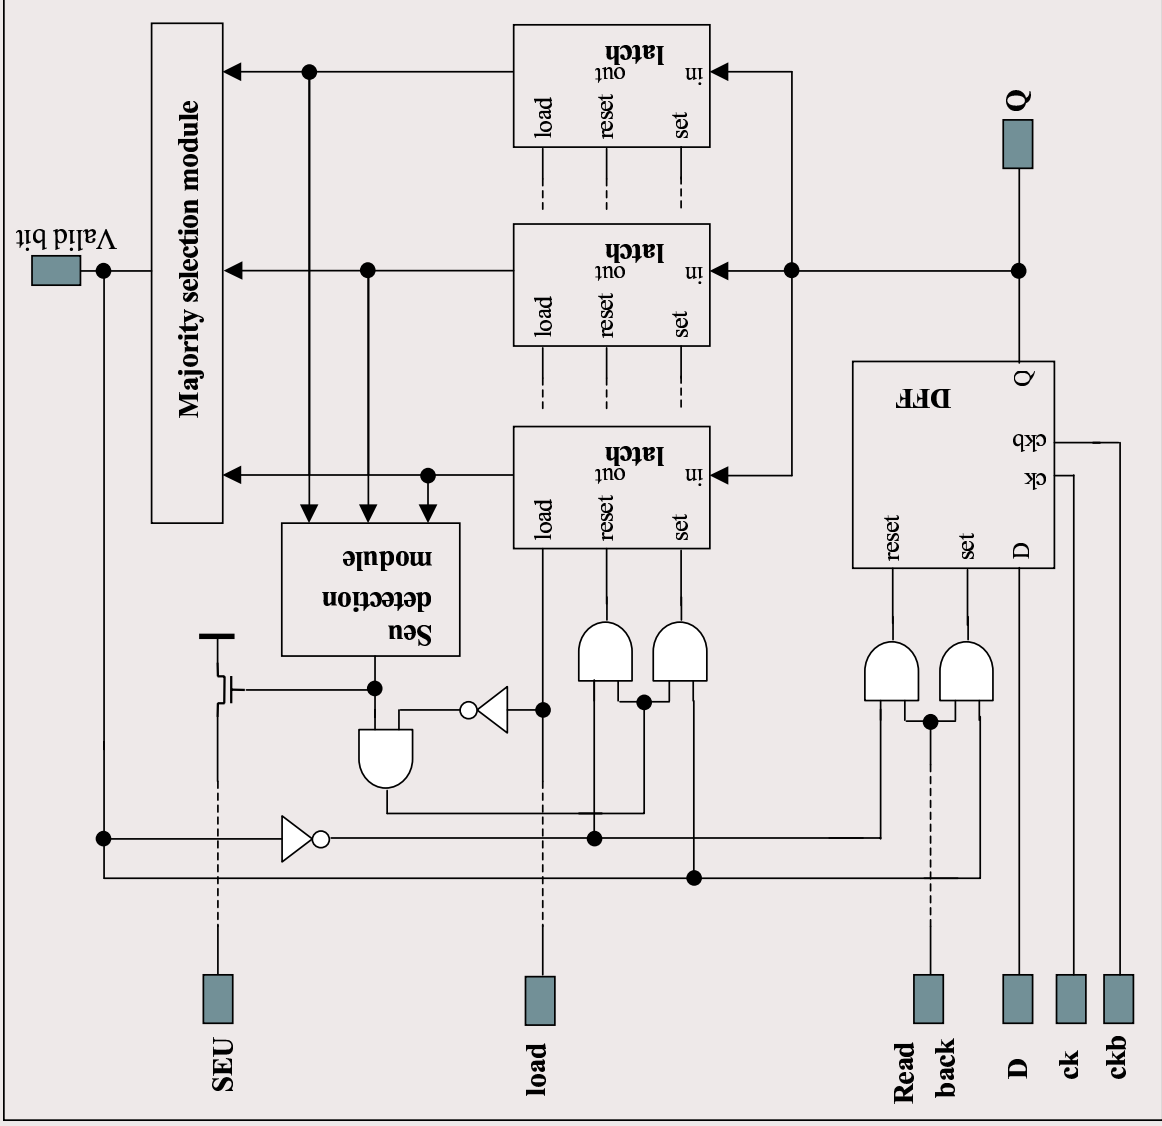 Valid bit
Majority selection module
latch
out
in
load
reset
set
latch
out
in
load
reset
set
latch
out
in
load
reset
set
Q
DFF
Q
ckb
ck
reset
set
D
Seu
detection
module
SEU
load
Read
back
D
ck
ckb